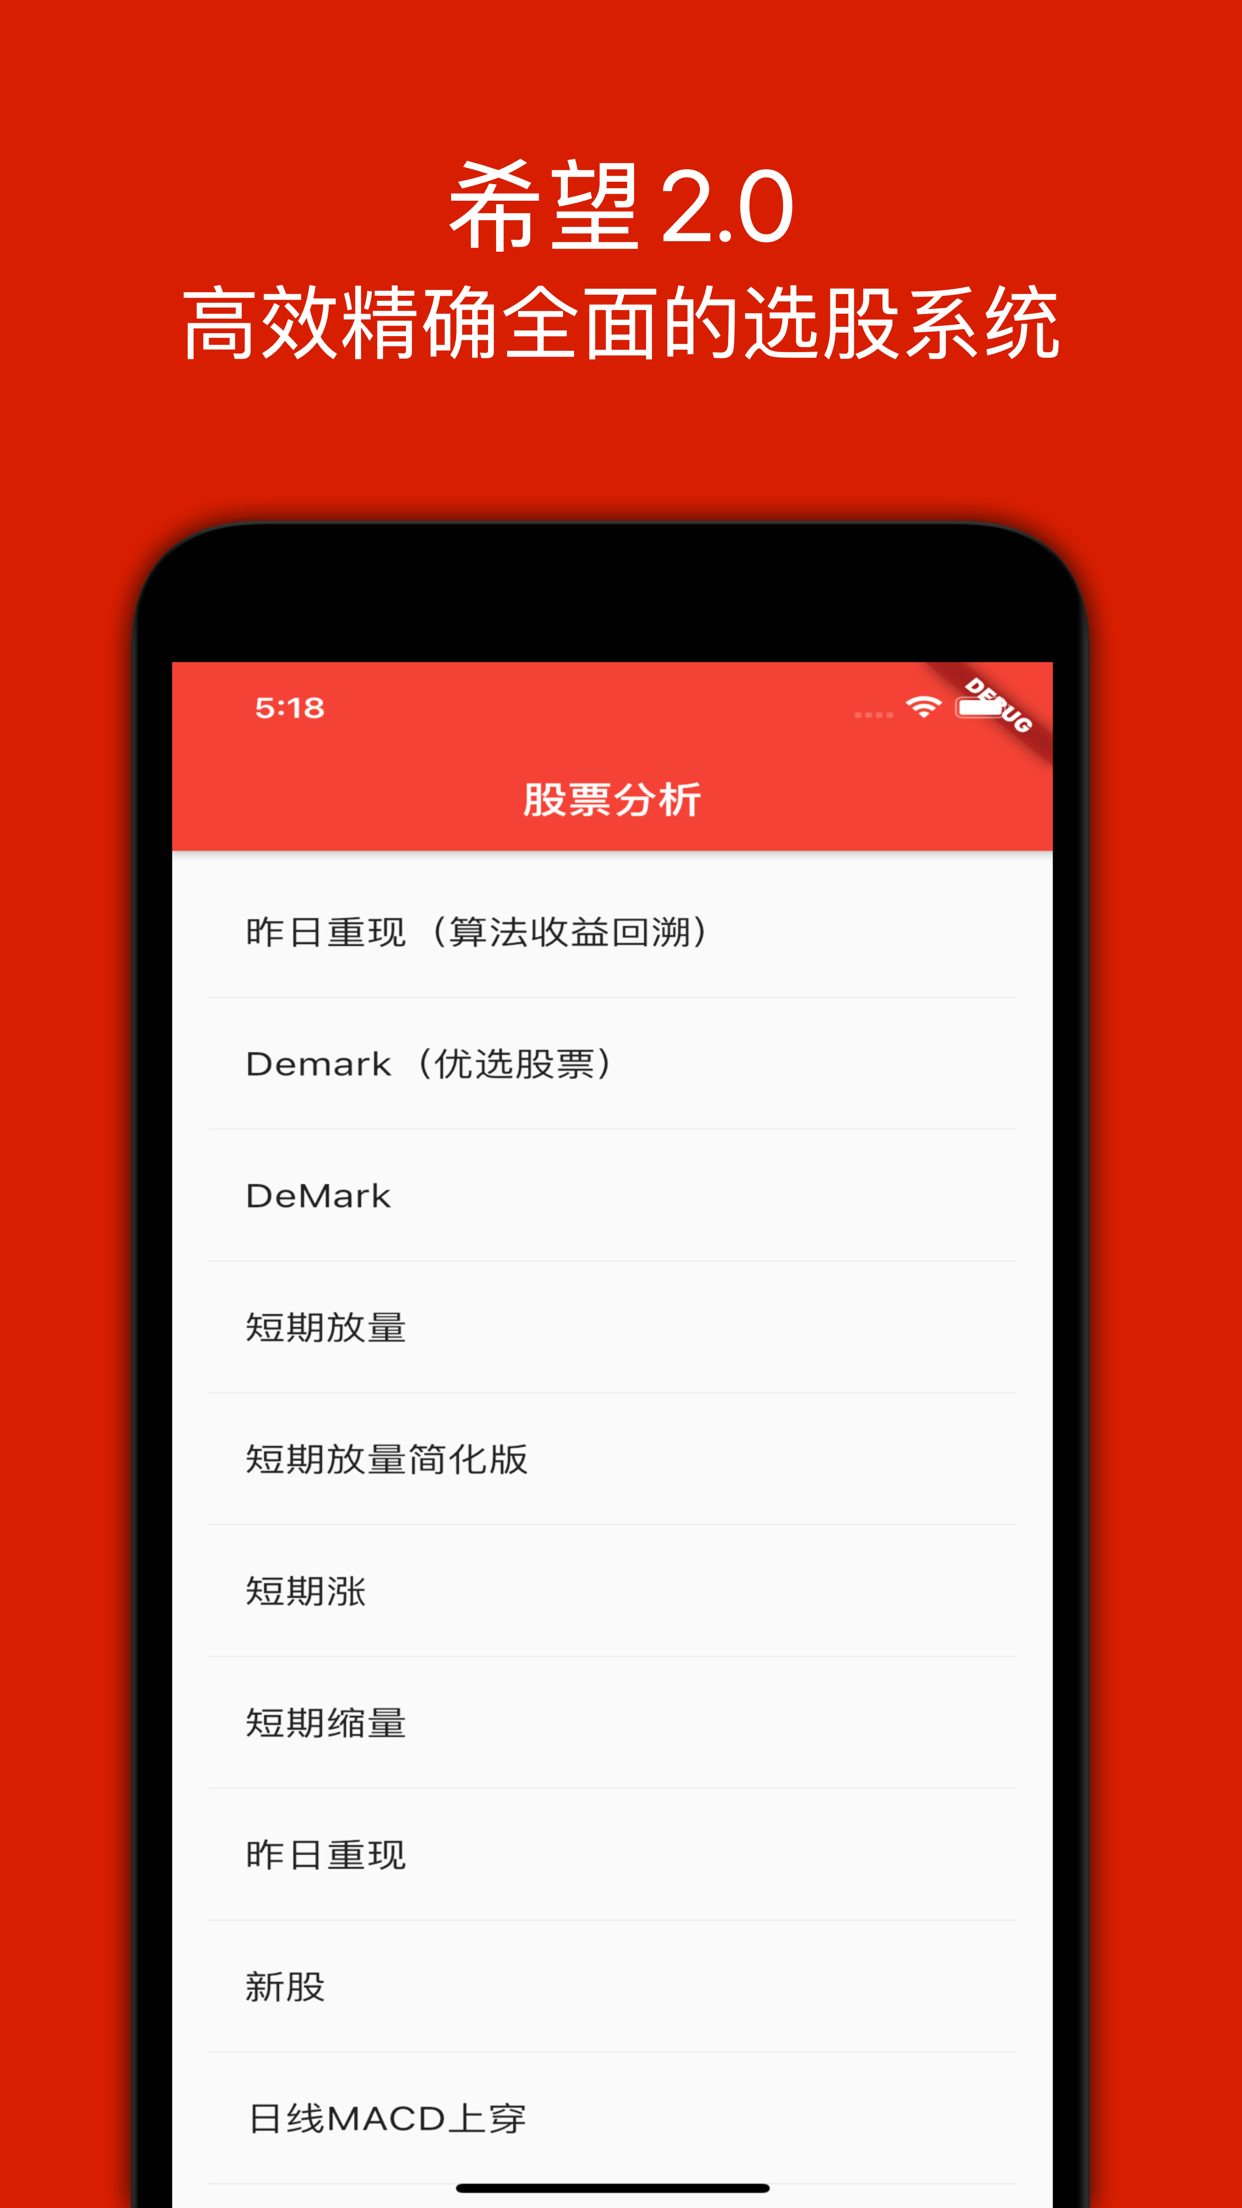 希望2.0
高效精确全面的选股系统
5:18
DEBUG
股票分析
昨日重现（算法收益回溯）
Demark（优选股票）
DeMark
短期放量
短期放量简化版
短期涨
短期缩量
昨日重现
新股
日线MACD上穿